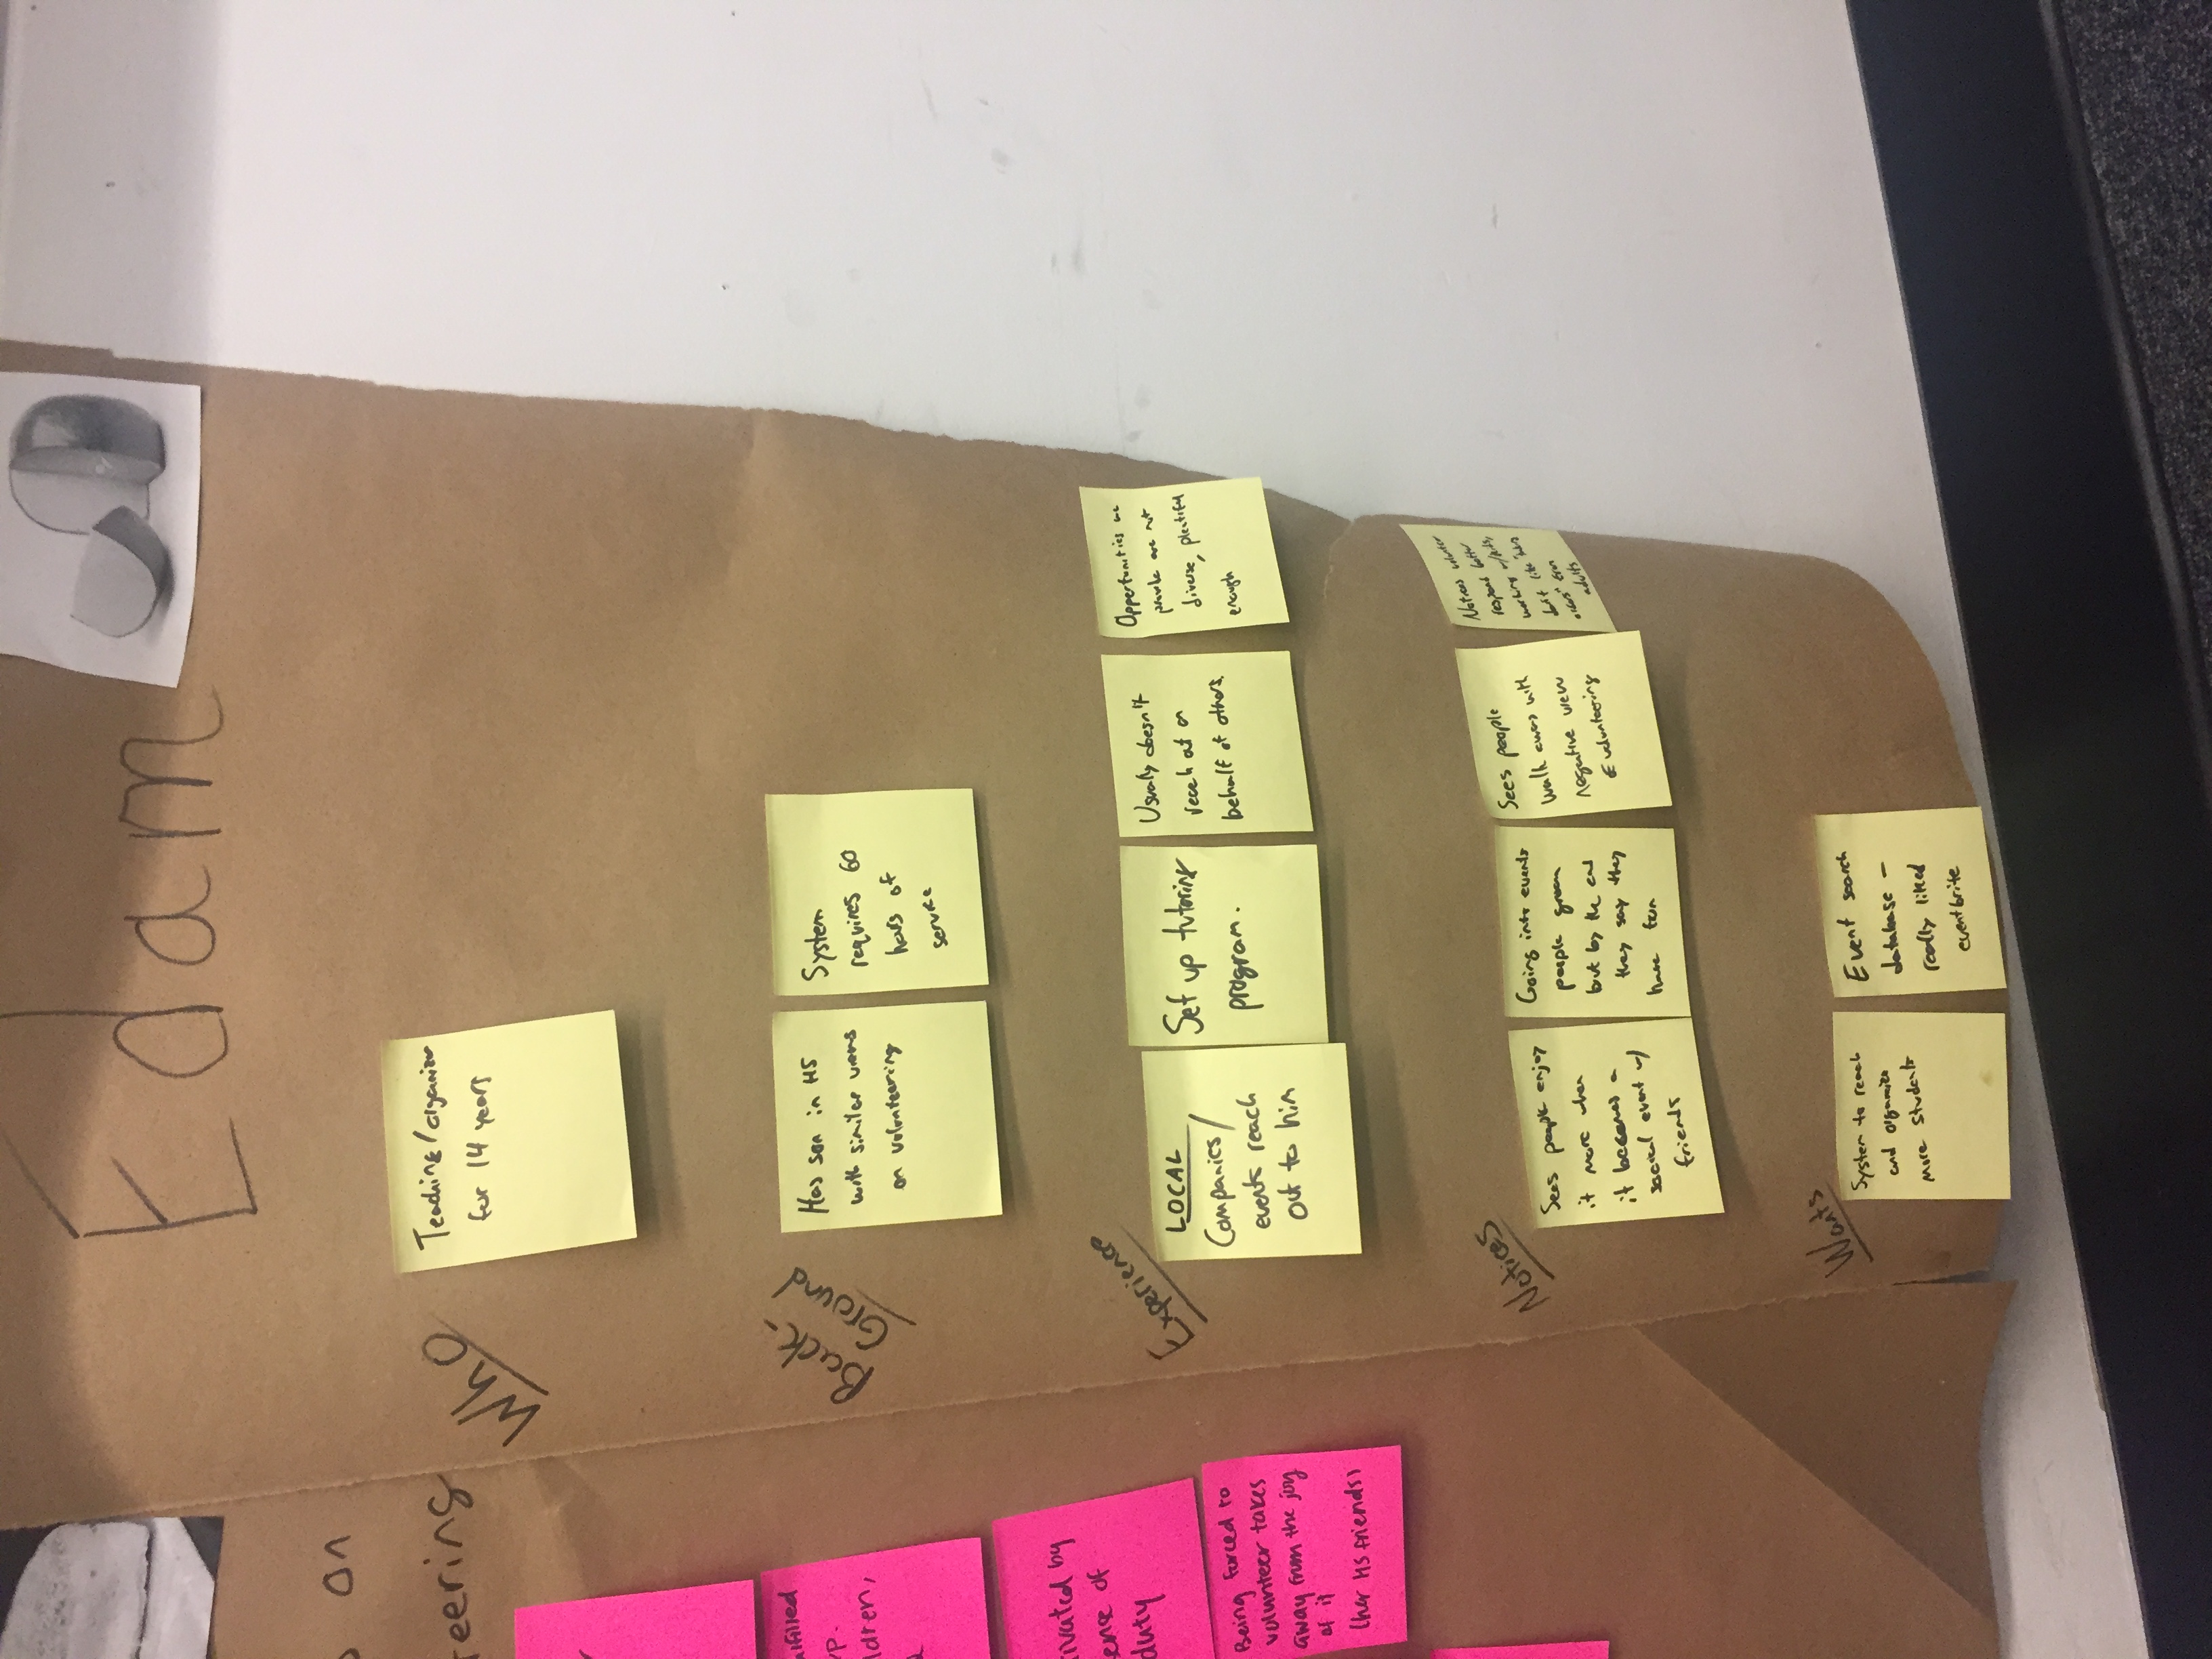 Edam
on
teering
Who
Teaching/organizer
for 14 years
Back-
Ground
Has son in HS
with similar views
on volunteering
System
requires 60
hours of
service
Experiences
LOCAL
Companies/
events reach
out to him
Set up tutoring
program.
Usually doesn't
reach out on
behalf of others.
Opportunities we
provide are not
diverse, plentiful
enough
Notices
Sees people enjoy
it more when
it becomes a
social event w/
friends
Going into events
people groan
but by the end
they say they
have fun
Sees people
walk away with
negative view
volunteering
Notices volunteer
respond better
working w/kids,
don't like "taking
orders" from
adults
Wants
System to reach
and organize
more students
Event search
database -
really liked
eventbrite
ulfilled
p.
ldren,
ivated by
ense of
duty
Being forced to
volunteer takes
away from the joy
of it
(her HS friends)